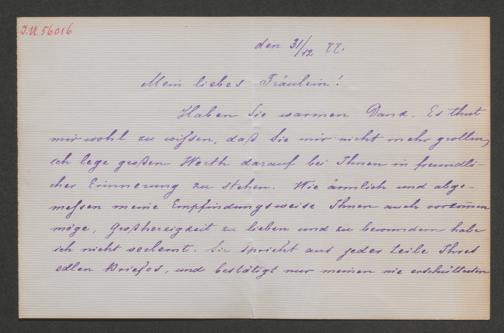 I.N. 56016
den 31/12 77.
Mein liebes Fräulein!
Haben Sie warmen Dank. Es thut
mir wohl zu wissen, daß Sie mir nicht mehr grollen,
ich lege großen Werth darauf bei Ihnen in freundli-
cher Erinnerung zu stehen. Wie ärmlich und abge-
messen meine Empfindungsweise Ihnen auch vorkommen
möge, Großherzigkeit zu lieben und zu bewundern habe
ich nicht verlernt. Sie spricht aus jeder Zeile Ihres
edlen Briefes, und bestätigt nur meinen nie erschütterten